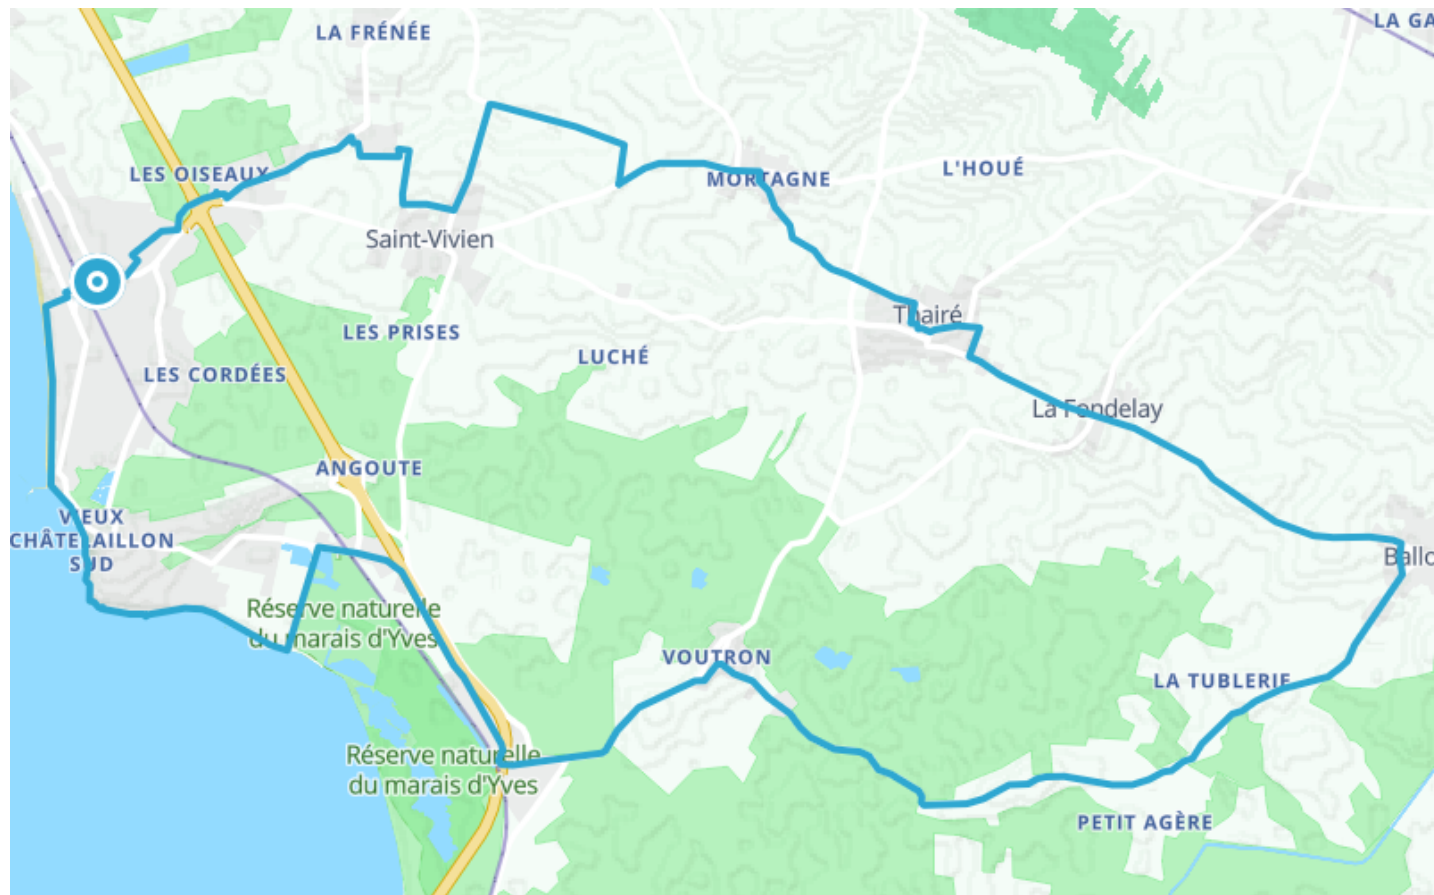 LA FRÉNÉE
LA GA
LES OISEAUX
MORTAGNE
L'HOUÉ
Saint-Vivien
Thairé
LES PRISES
LUCHÉ
LES CORDÉES
La Fondelay
ANGOUTE
VIEUX
CHÂTELAILLON
SUD
Ballo
Réserve naturelle
du marais d'Yves
VOUTRON
LA TUBLERIE
Réserve naturelle
du marais d'Yves
PETIT AGÈRE